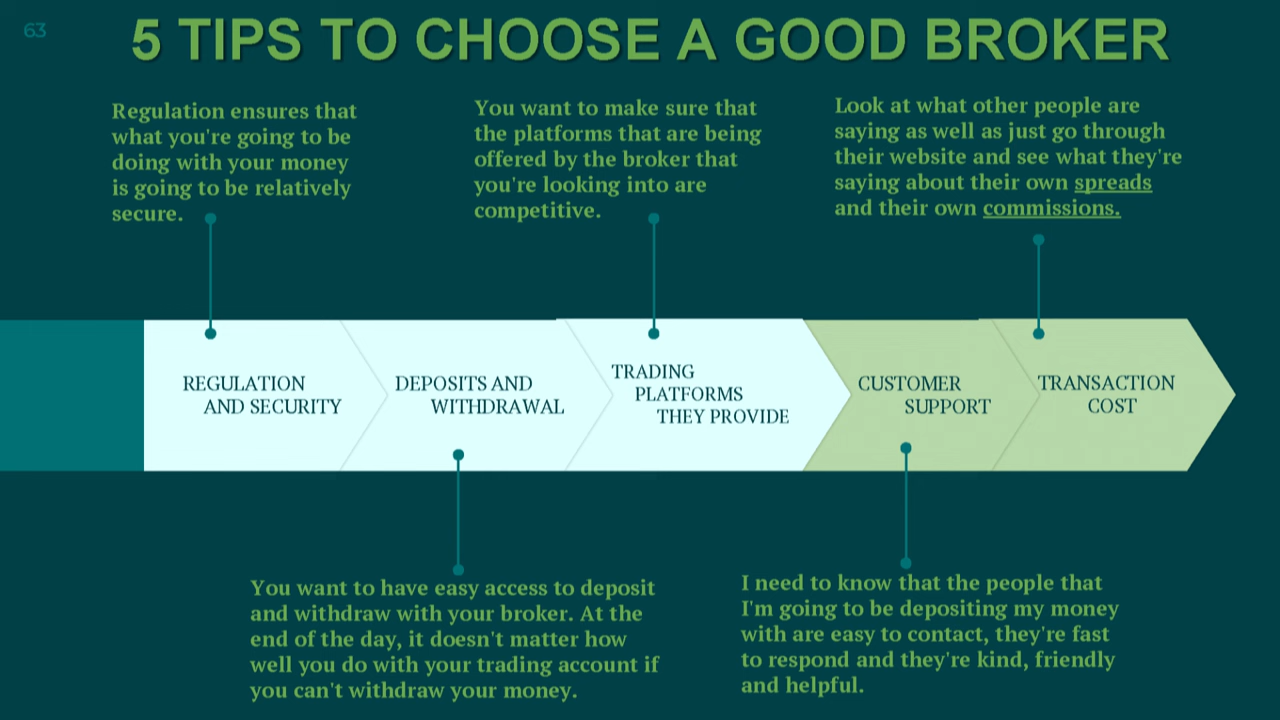 63
5 TIPS TO CHOOSE A GOOD BROKER
Regulation ensures that
what you're going to be
doing with your money
is going to be relatively
secure.
You want to make sure that
the platforms that are being
offered by the broker that
you're looking into are
competitive.
Look at what other people are
saying as well as just go through
their website and see what they're
saying about their own spreads
and their own commissions.
REGULATION
AND SECURITY
DEPOSITS AND
WITHDRAWAL
TRADING
PLATFORMS
THEY PROVIDE
CUSTOMER
SUPPORT
TRANSACTION
COST
You want to have easy access to deposit
and withdraw with your broker. At the
end of the day, it doesn't matter how
well you do with your trading account if
you can't withdraw your money.
I need to know that the people that
I'm going to be depositing my money
with are easy to contact, they're fast
to respond and they're kind, friendly
and helpful.